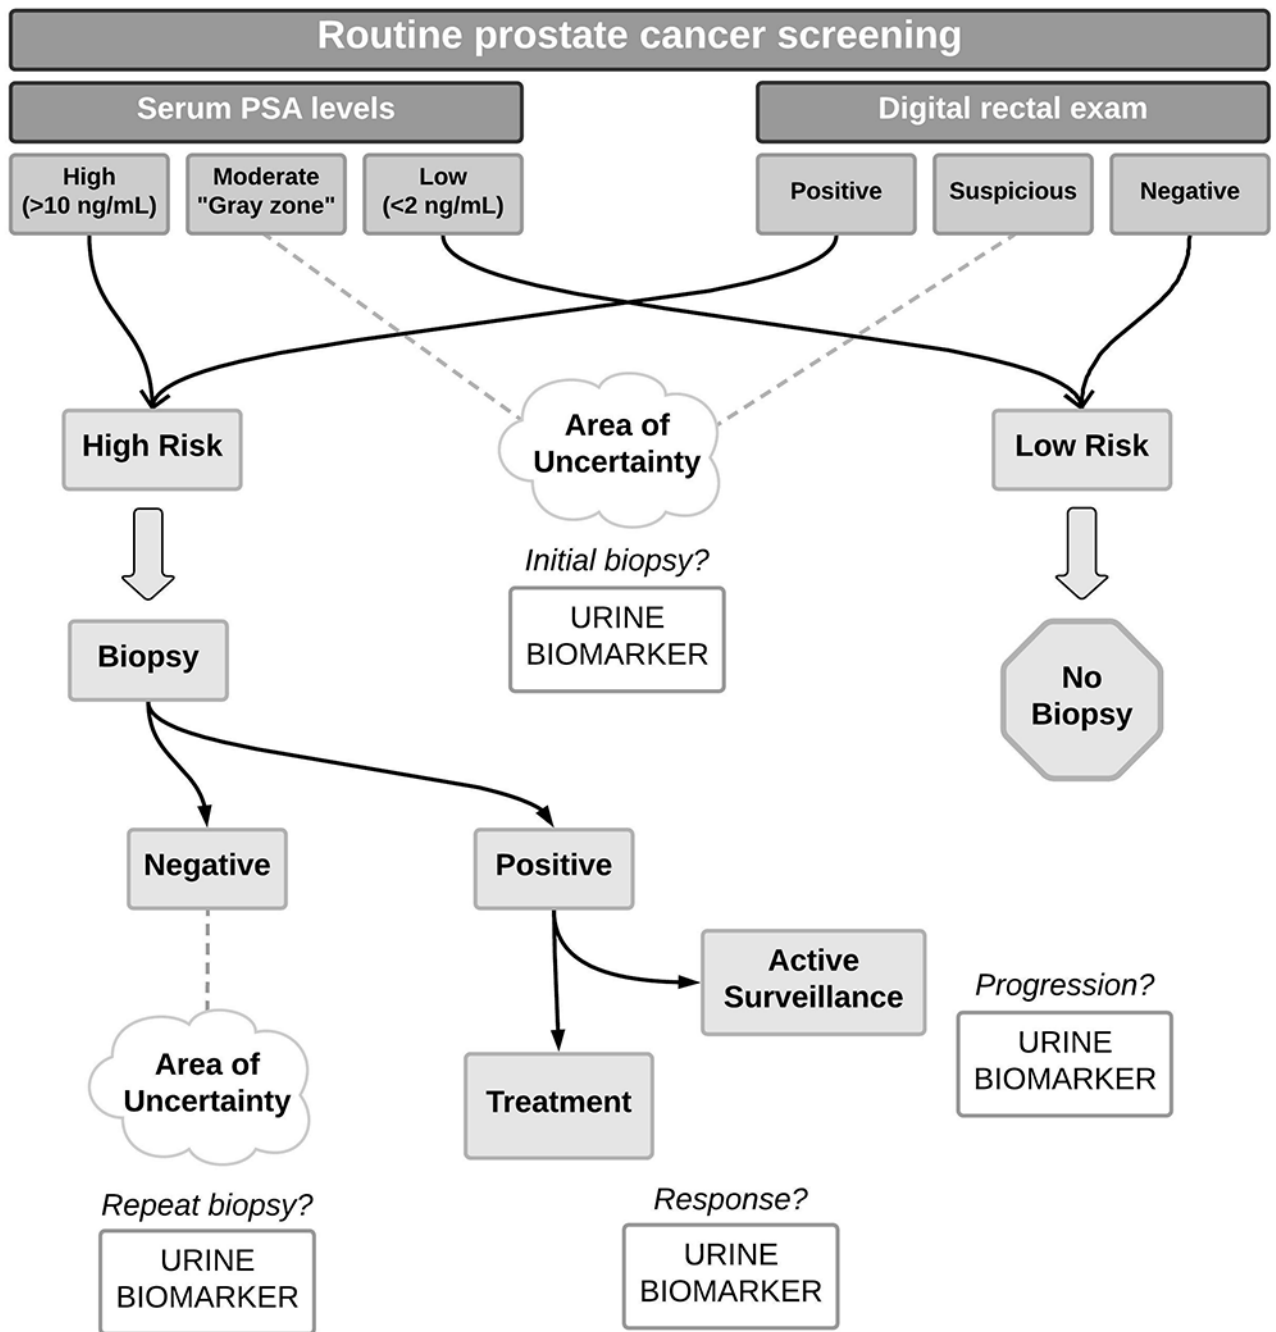 Routine prostate cancer screening
Serum PSA levels
Digital rectal exam
High
(>10 ng/mL)
Moderate
"Gray zone"
Low
(<2 ng/mL)
Positive
Suspicious
Negative
High Risk
Area of
Uncertainty
Low Risk
Initial biopsy?
URINE
BIOMARKER
Biopsy
No
Biopsy
Negative
Positive
Active
Surveillance
Progression?
URINE
BIOMARKER
Area of
Uncertainty
Treatment
Repeat biopsy?
URINE
BIOMARKER
Response?
URINE
BIOMARKER